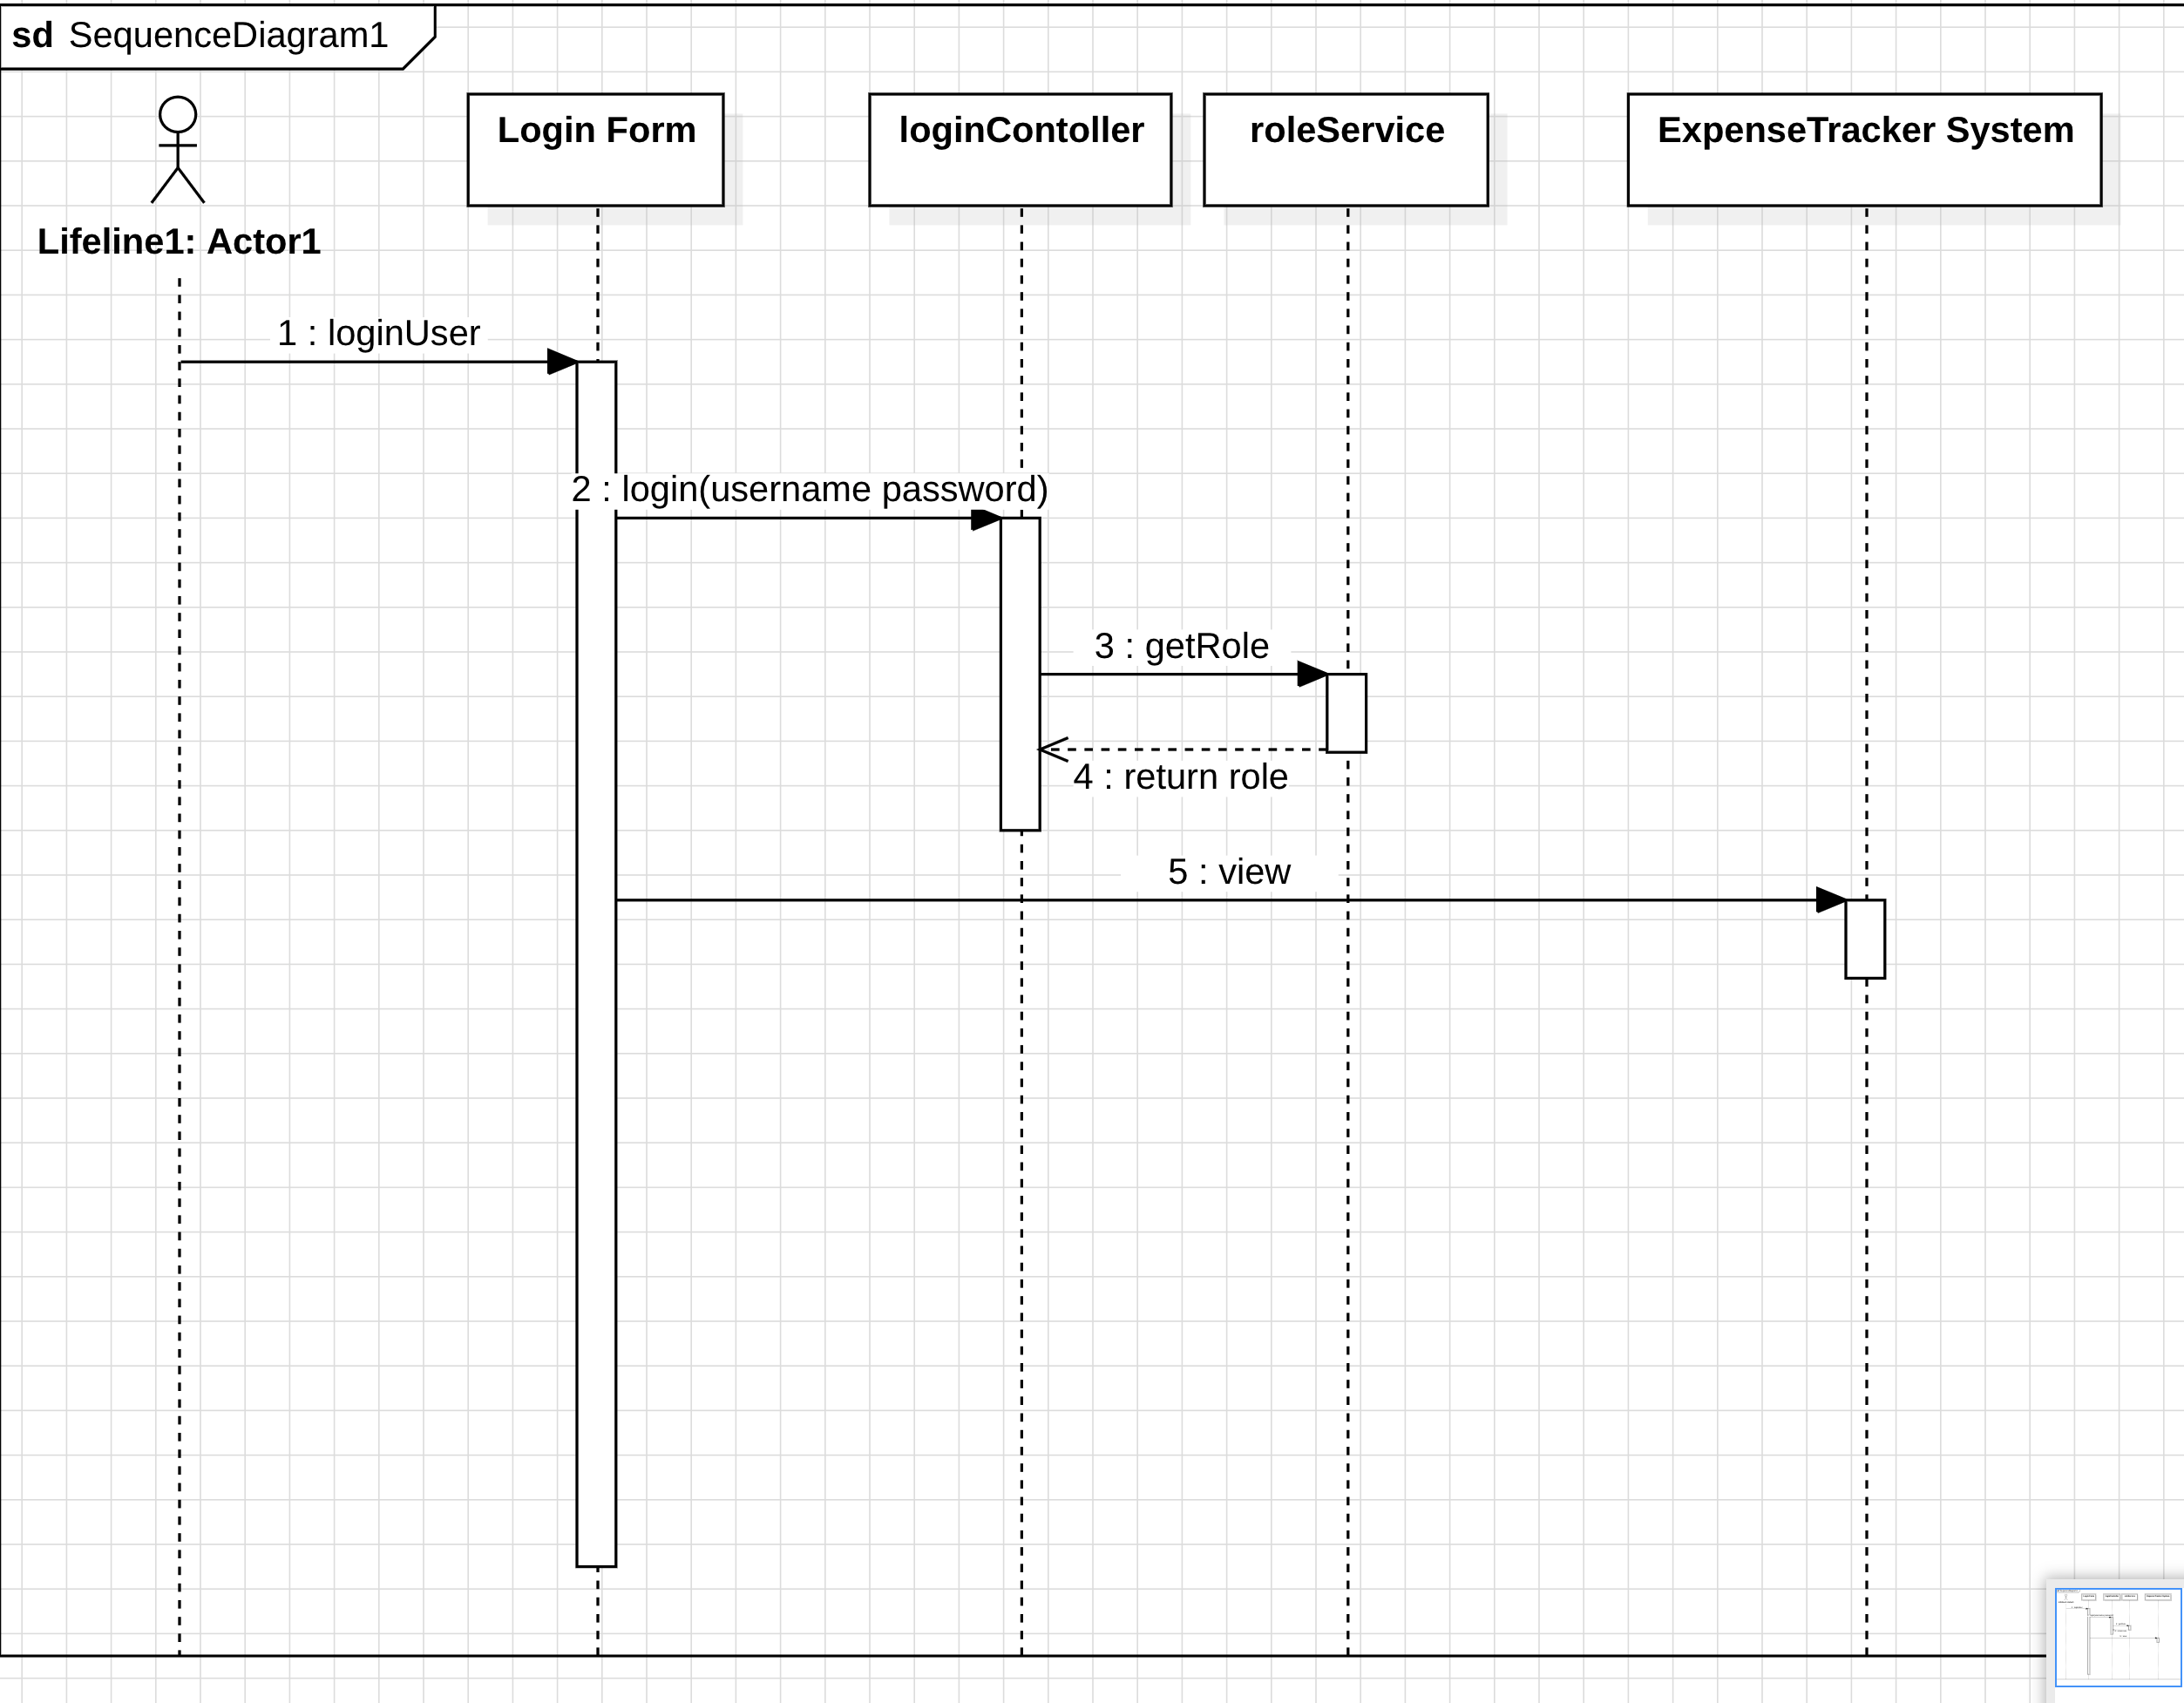 sd SequenceDiagram1
Login Form
loginContoller
roleService
ExpenseTracker System
Lifeline1: Actor1
1 : loginUser
2 : login(username password)
3 : getRole
4 : return role
5 : view